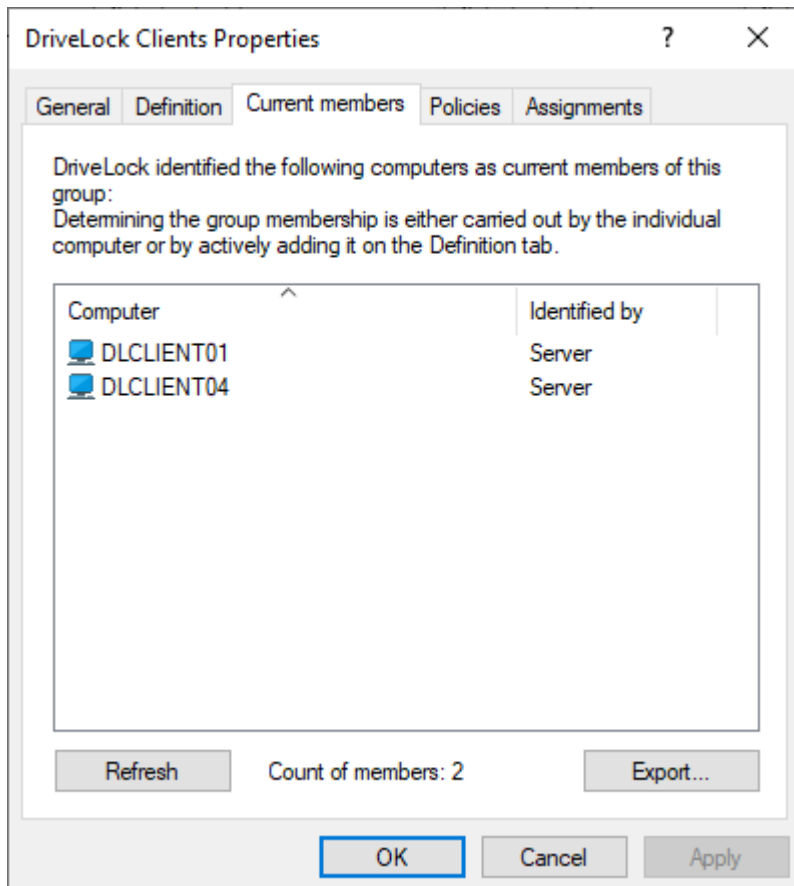 DriveLock Clients Properties ?
General Definition Current members Policies Assignments
DriveLock identified the following computers as current members of this
group:
Determining the group membership is either carried out by the individual
computer or by actively adding it on the Definition tab.
Computer Identified by
DLCLIENT01 Server
DLCLIENT04 Server
Refresh Count of members: 2 Export...
OK Cancel Apply